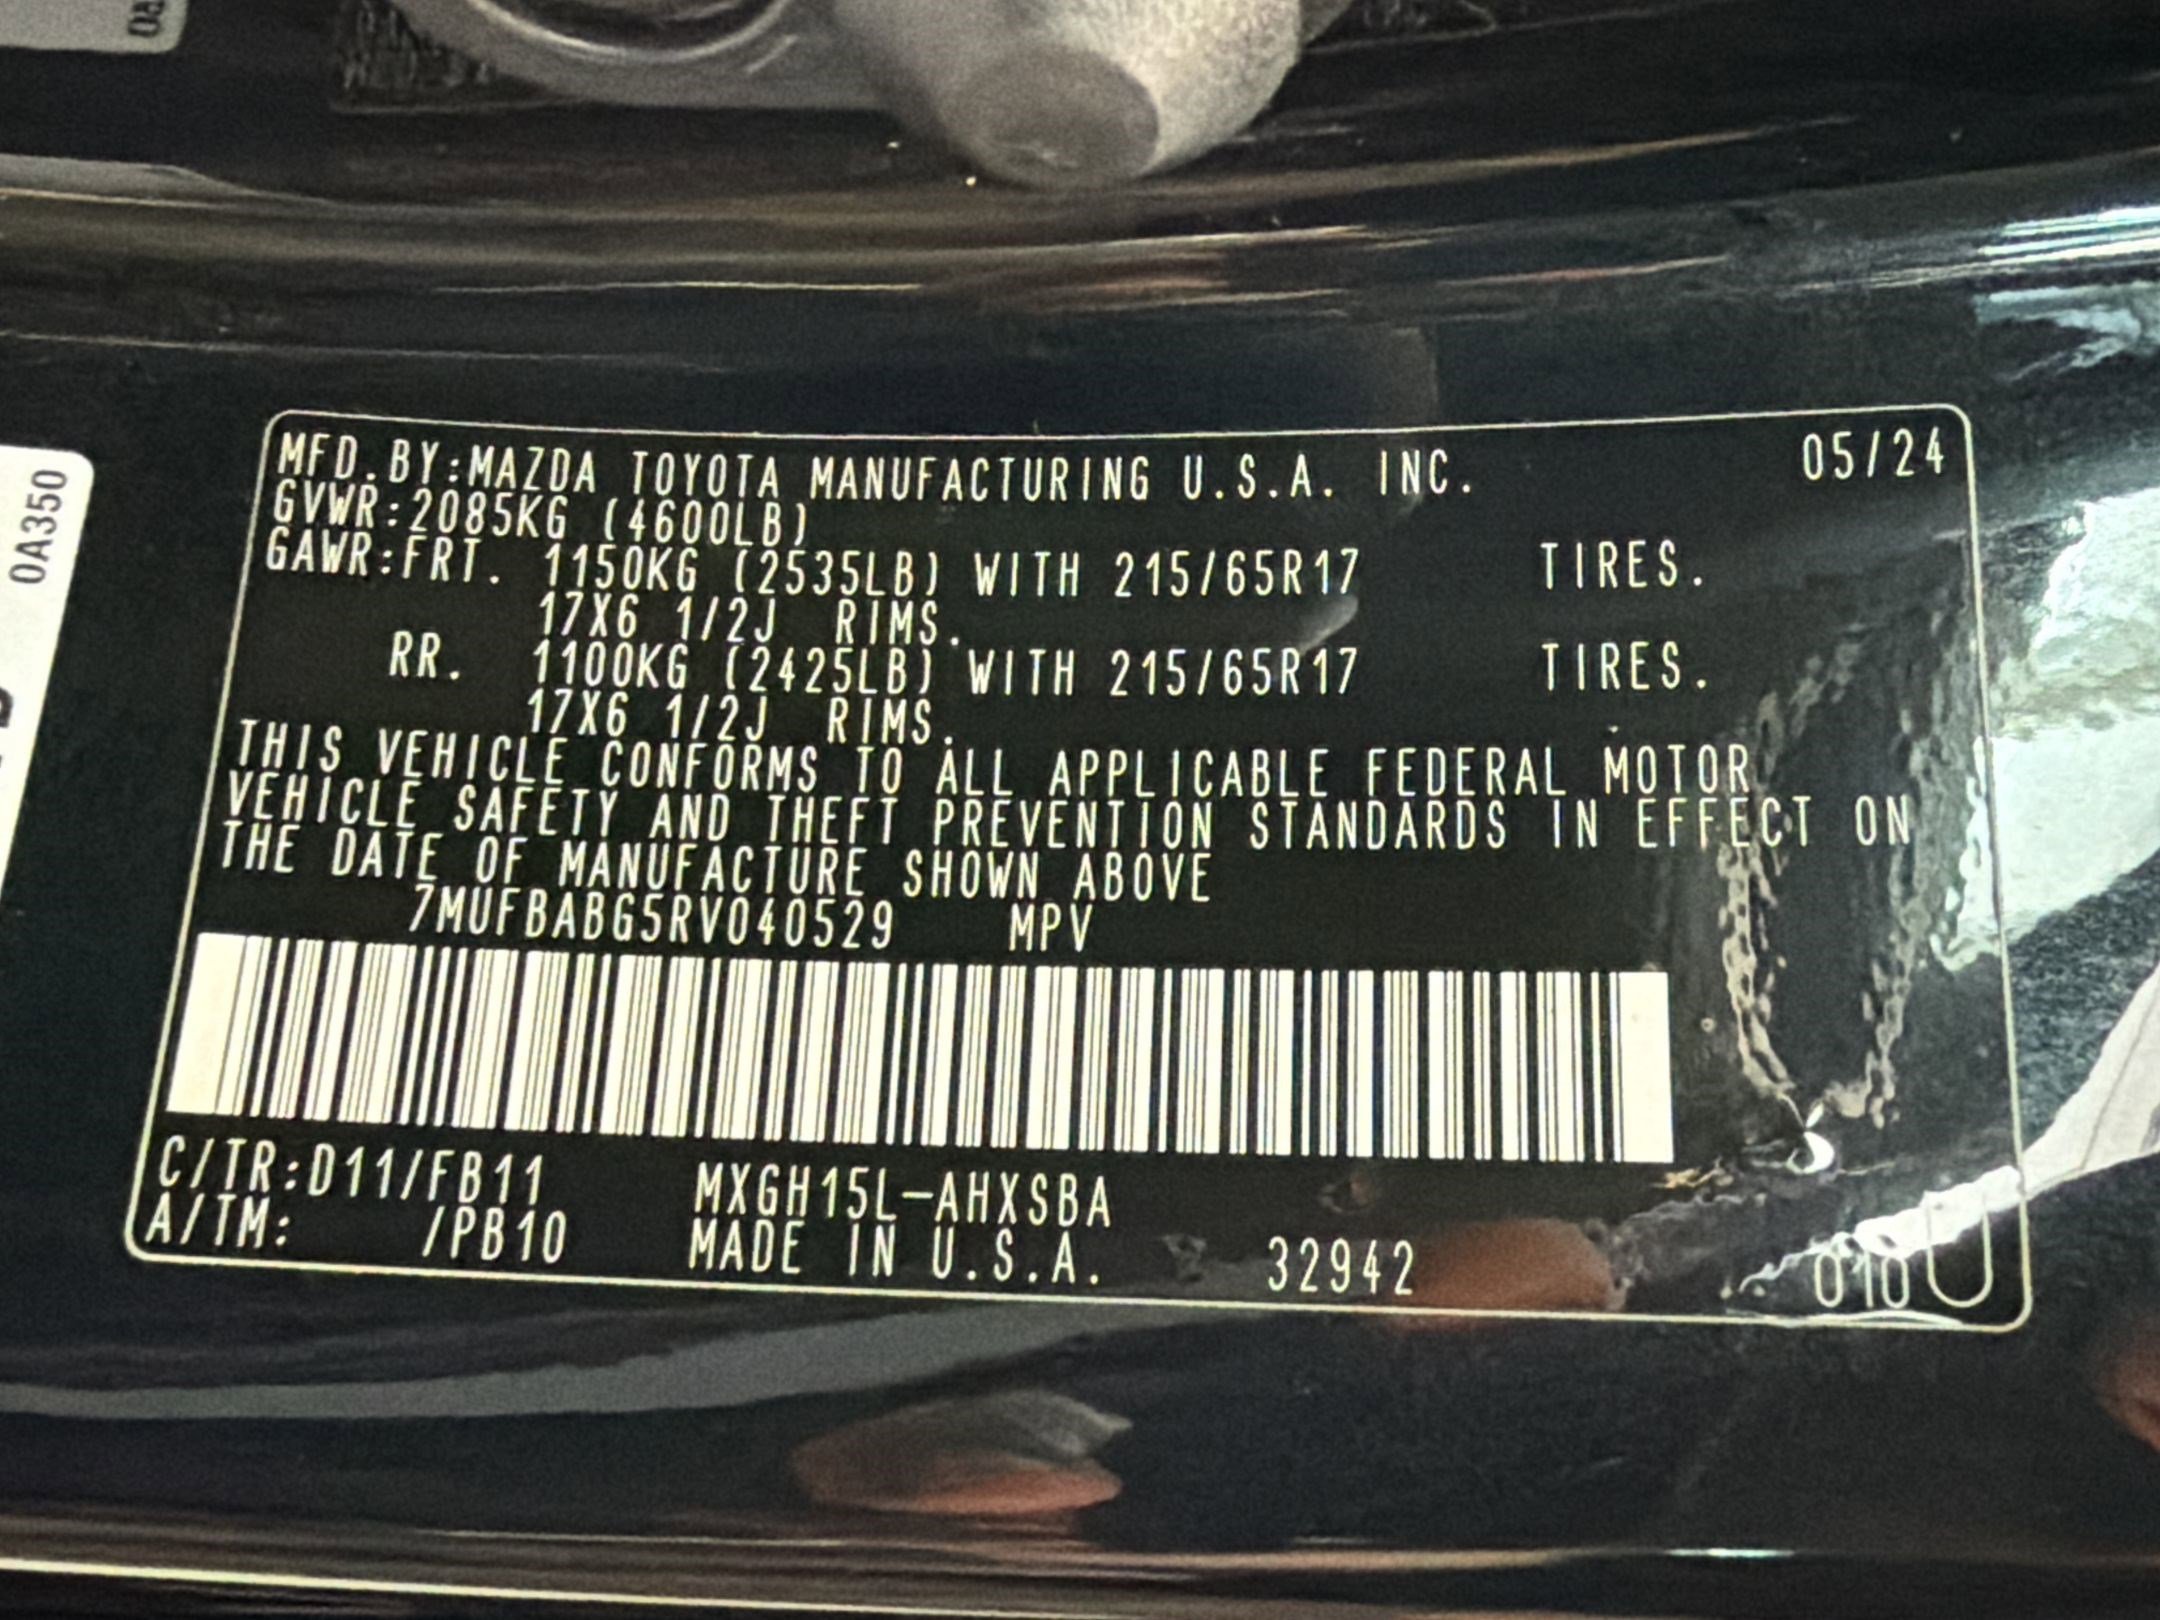 0A350
MFD.BY:MAZDA TOYOTA MANUFACTURING U.S.A. INC. 05/24
GVWR:2085KG (4600LB)
GAWR:FRT. 1150KG (2535LB) WITH 215/65R17 TIRES.
17X6 1/2J RIMS.
RR. 1100KG (2425LB) WITH 215/65R17 TIRES.
17X6 1/2J RIMS.
THIS VEHICLE CONFORMS TO ALL APPLICABLE FEDERAL MOTOR
VEHICLE SAFETY AND THEFT PREVENTION STANDARDS IN EFFECT ON
THE DATE OF MANUFACTURE SHOWN ABOVE
7MUFBABG5RV040529 MPV
C/TR:D11/FB11 MXGH15L-AHXSBA
A/TM: /PB10 MADE IN U.S.A. 32942 010 U